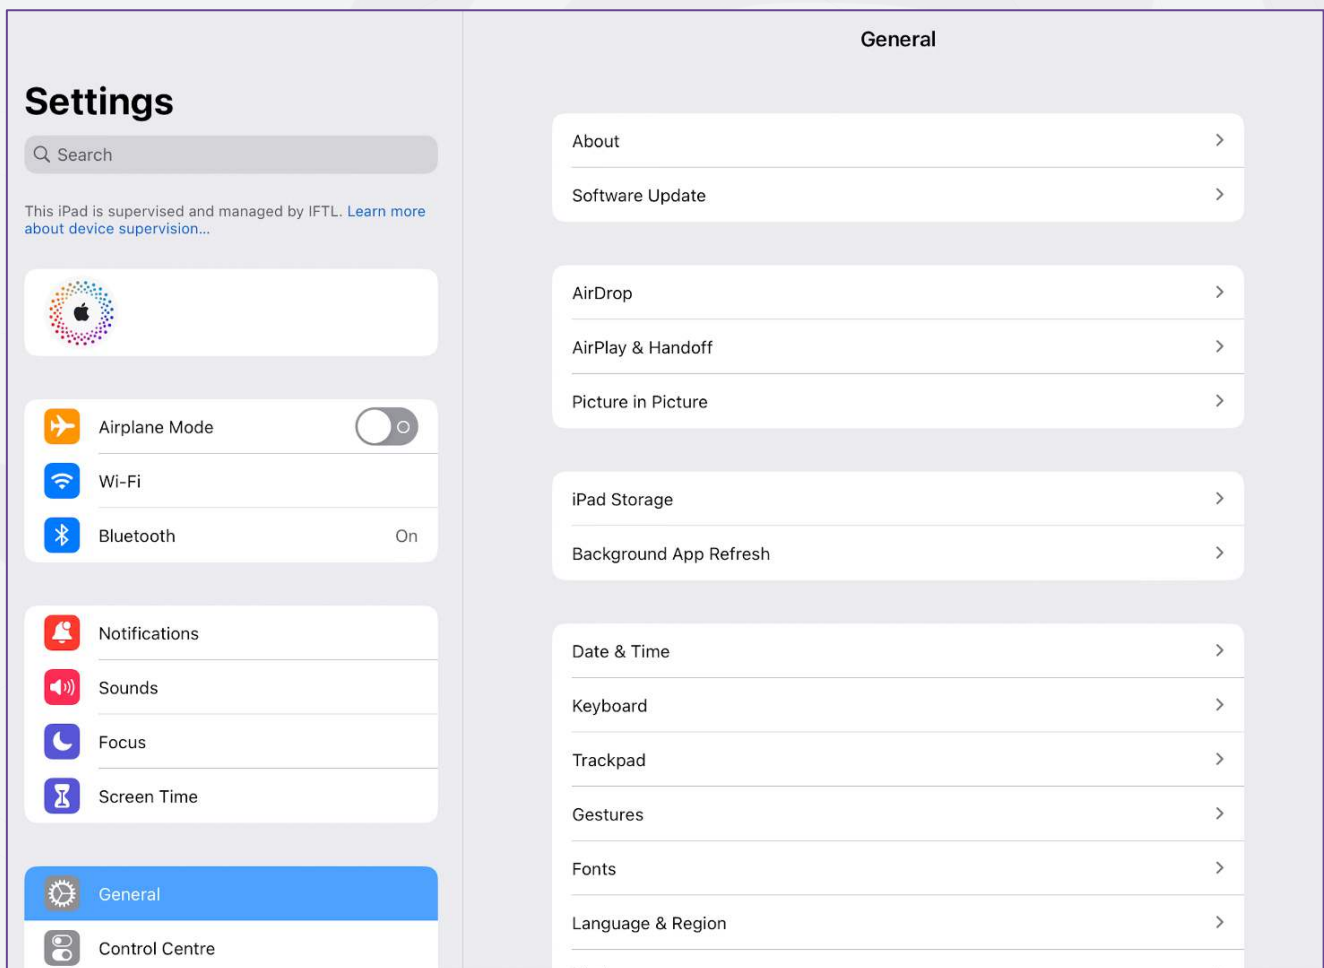 Settings
Search
This iPad is supervised and managed by IFTL. Learn more
about device supervision...
Airplane Mode
Wi-Fi
Bluetooth On
Notifications
Sounds
Focus
Screen Time
General
Control Centre
General
About
Software Update
AirDrop
AirPlay & Handoff
Picture in Picture
iPad Storage
Background App Refresh
Date & Time
Keyboard
Trackpad
Gestures
Fonts
Language & Region